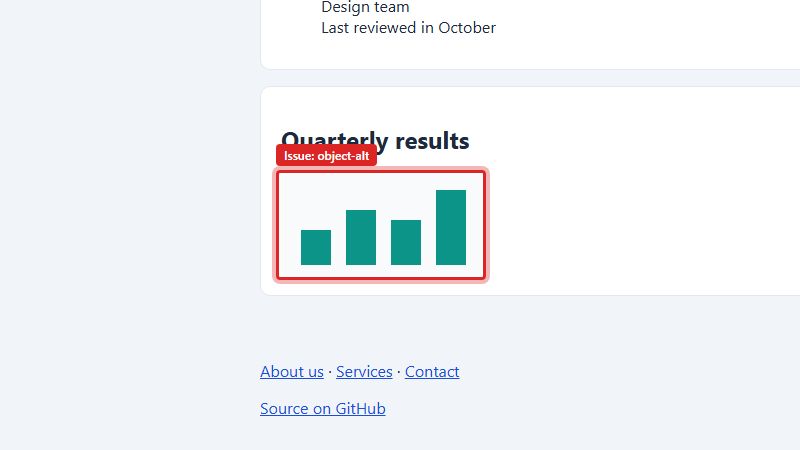 Design team
Last reviewed in October
Quarterly results
Issue: object-alt
About us · Services · Contact
Source on GitHub